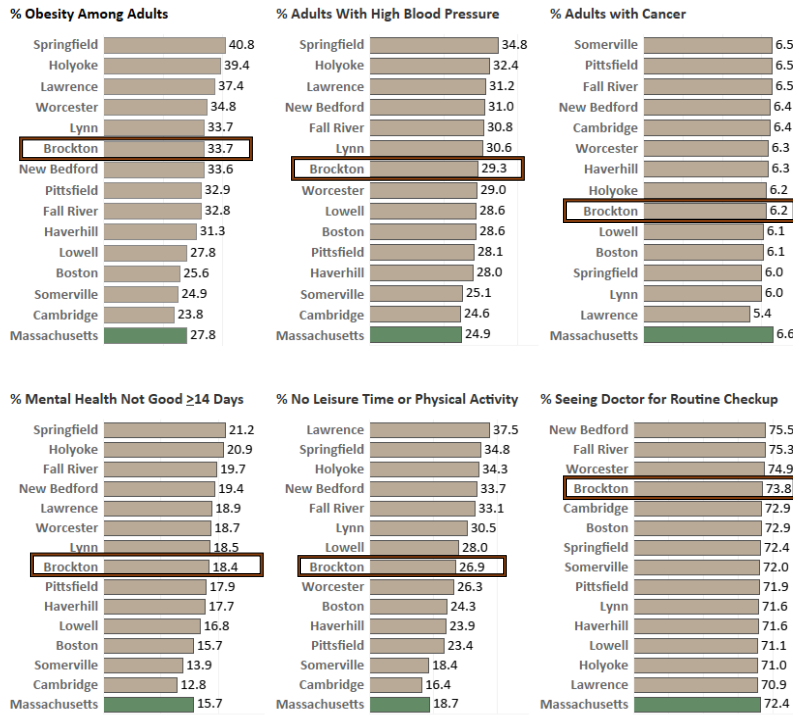 % Obesity Among Adults
Springfield 40.8
Holyoke 39.4
Lawrence 37.4
Worcester 34.8
Lynn 33.7
Brockton 33.7
New Bedford 33.6
Pittsfield 32.9
Fall River 32.8
Haverhill 31.3
Lowell 27.8
Boston 25.6
Somerville 24.9
Cambridge 23.8
Massachusetts 27.8
% Adults With High Blood Pressure
Springfield 34.8
Holyoke 32.4
Lawrence 31.2
New Bedford 31.0
Fall River 30.8
Lynn 30.6
Brockton 29.3
Worcester 29.0
Lowell 28.6
Boston 28.6
Pittsfield 28.1
Haverhill 28.0
Somerville 25.1
Cambridge 24.6
Massachusetts 24.9
% Adults with Cancer
Somerville 6.5
Pittsfield 6.5
Fall River 6.5
New Bedford 6.4
Cambridge 6.4
Worcester 6.3
Haverhill 6.3
Holyoke 6.2
Brockton 6.2
Lowell 6.1
Boston 6.1
Springfield 6.0
Lynn 6.0
Lawrence 5.4
Massachusetts 6.6
% Mental Health Not Good ≥14 Days
Springfield 21.2
Holyoke 20.9
Fall River 19.7
New Bedford 19.4
Lawrence 18.9
Worcester 18.7
Lynn 18.5
Brockton 18.4
Pittsfield 17.9
Haverhill 17.7
Lowell 16.8
Boston 15.7
Somerville 13.9
Cambridge 12.8
Massachusetts 15.7
% No Leisure Time or Physical Activity
Lawrence 37.5
Springfield 34.8
Holyoke 34.3
New Bedford 33.7
Fall River 33.1
Lynn 30.5
Lowell 28.0
Brockton 26.9
Worcester 26.3
Boston 24.3
Haverhill 23.9
Pittsfield 23.4
Somerville 18.4
Cambridge 16.4
Massachusetts 18.7
% Seeing Doctor for Routine Checkup
New Bedford 75.5
Fall River 75.3
Worcester 74.9
Brockton 73.8
Cambridge 72.9
Boston 72.9
Springfield 72.4
Somerville 72.0
Pittsfield 71.9
Lynn 71.6
Haverhill 71.6
Lowell 71.1
Holyoke 71.0
Lawrence 70.9
Massachusetts 72.4